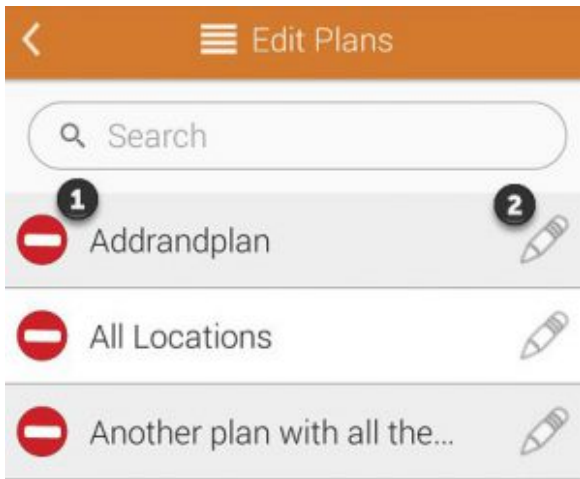 Edit Plans
Search
1
2
Addrandplan
All Locations
Another plan with all the...